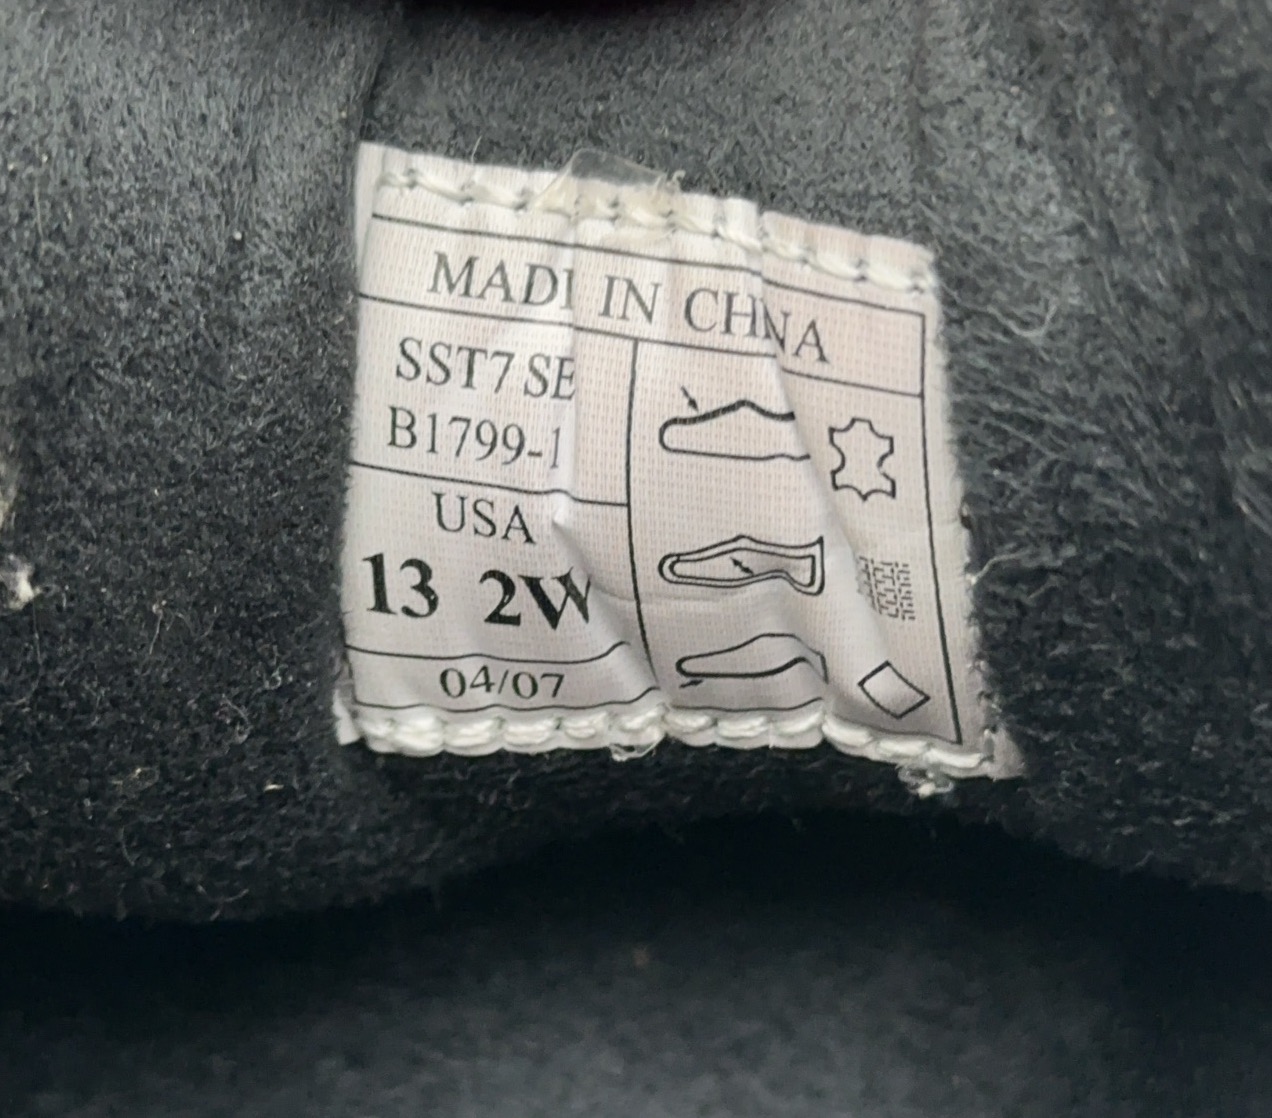 MADE IN CHINA
SST7 SE
B1799-1
USA
13 2W
04/07